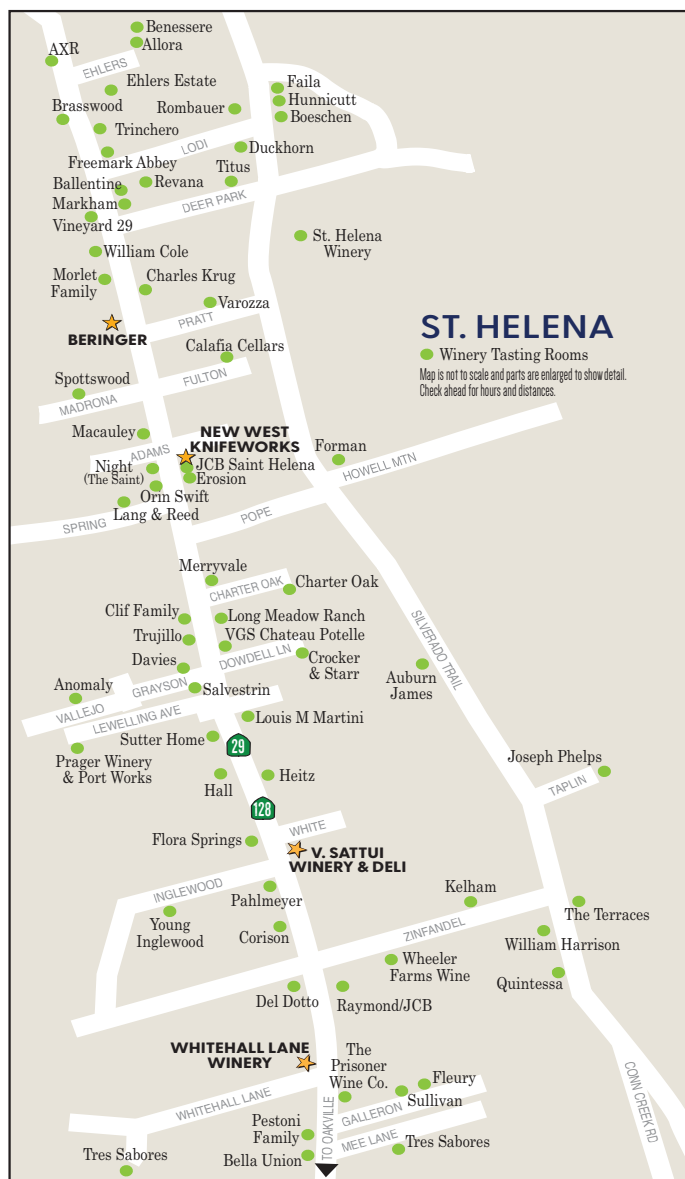 Benessere
Allora
AXR
EHLERS
Ehlers Estate
Faila
Hunnicutt
Boeschen
Brasswood
Rombauer
Trinchero
LODI
Duckhorn
Freemark Abbey
Titus
Ballentine
Revana
Markham
DEER PARK
Vineyard 29
St. Helena
Winery
William Cole
Morlet
Family
Charles Krug
Varozza
BERINGER
PRATT
ST. HELENA
Winery Tasting Rooms
Map is not to scale and parts are enlarged to show detail.
Check ahead for hours and distances.
Calafia Cellars
Spottswood
FULTON
MADRONA
Macauley
NEW WEST
KNIFEWORKS
ADAMS
Forman
HOWELL MTN
Night
(The Saint)
JCB Saint Helena
Erosion
Orin Swift
Lang & Reed
SPRING
POPE
Merryvale
CHARTER OAK
Charter Oak
Clif Family
Long Meadow Ranch
SILVERADO TRAIL
Trujillo
VGS Chateau Potelle
DOWDELL LN
Crocker
& Starr
Davies
Auburn
James
Anomaly
GRAYSON
Salvestrin
VALLEJO
LEWELLING AVE
Louis M Martini
Sutter Home
29
Prager Winery
& Port Works
Joseph Phelps
Hall
Heitz
TAPLIN
128
WHITE
Flora Springs
V. SATTUI
WINERY & DELI
INGLEWOOD
Pahlmeyer
Kelham
Young
Inglewood
Corison
ZINFANDEL
The Terraces
William Harrison
Wheeler
Farms Wine
Quintessa
Del Dotto
Raymond/JCB
WHITEHALL LANE
WINERY
The
Prisoner
Wine Co.
Fleury
Sullivan
WHITEHALL LANE
TO OAKVILLE
GALLERON
CONN CREEK RD
Pestoni
Family
MEE LANE
Tres Sabores
Tres Sabores
Bella Union